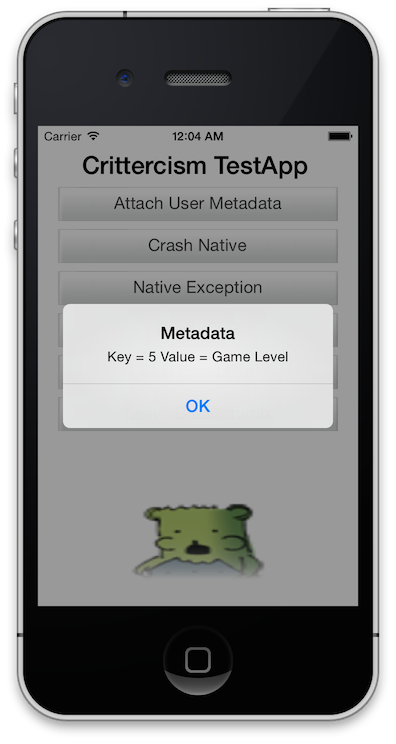 Carrier 12:04 AM
Crittercism TestApp
Attach User Metadata
Crash Native
Native Exception
Metadata
Key = 5 Value = Game Level
OK